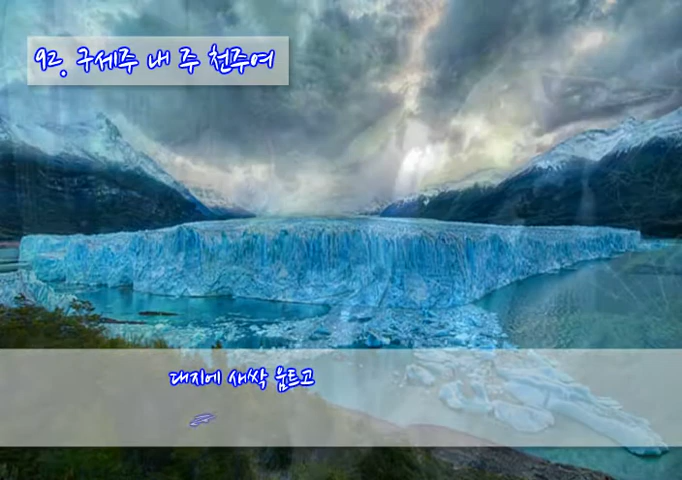 92. 구세주 내 주 천주여
대지에 새싹 움트고